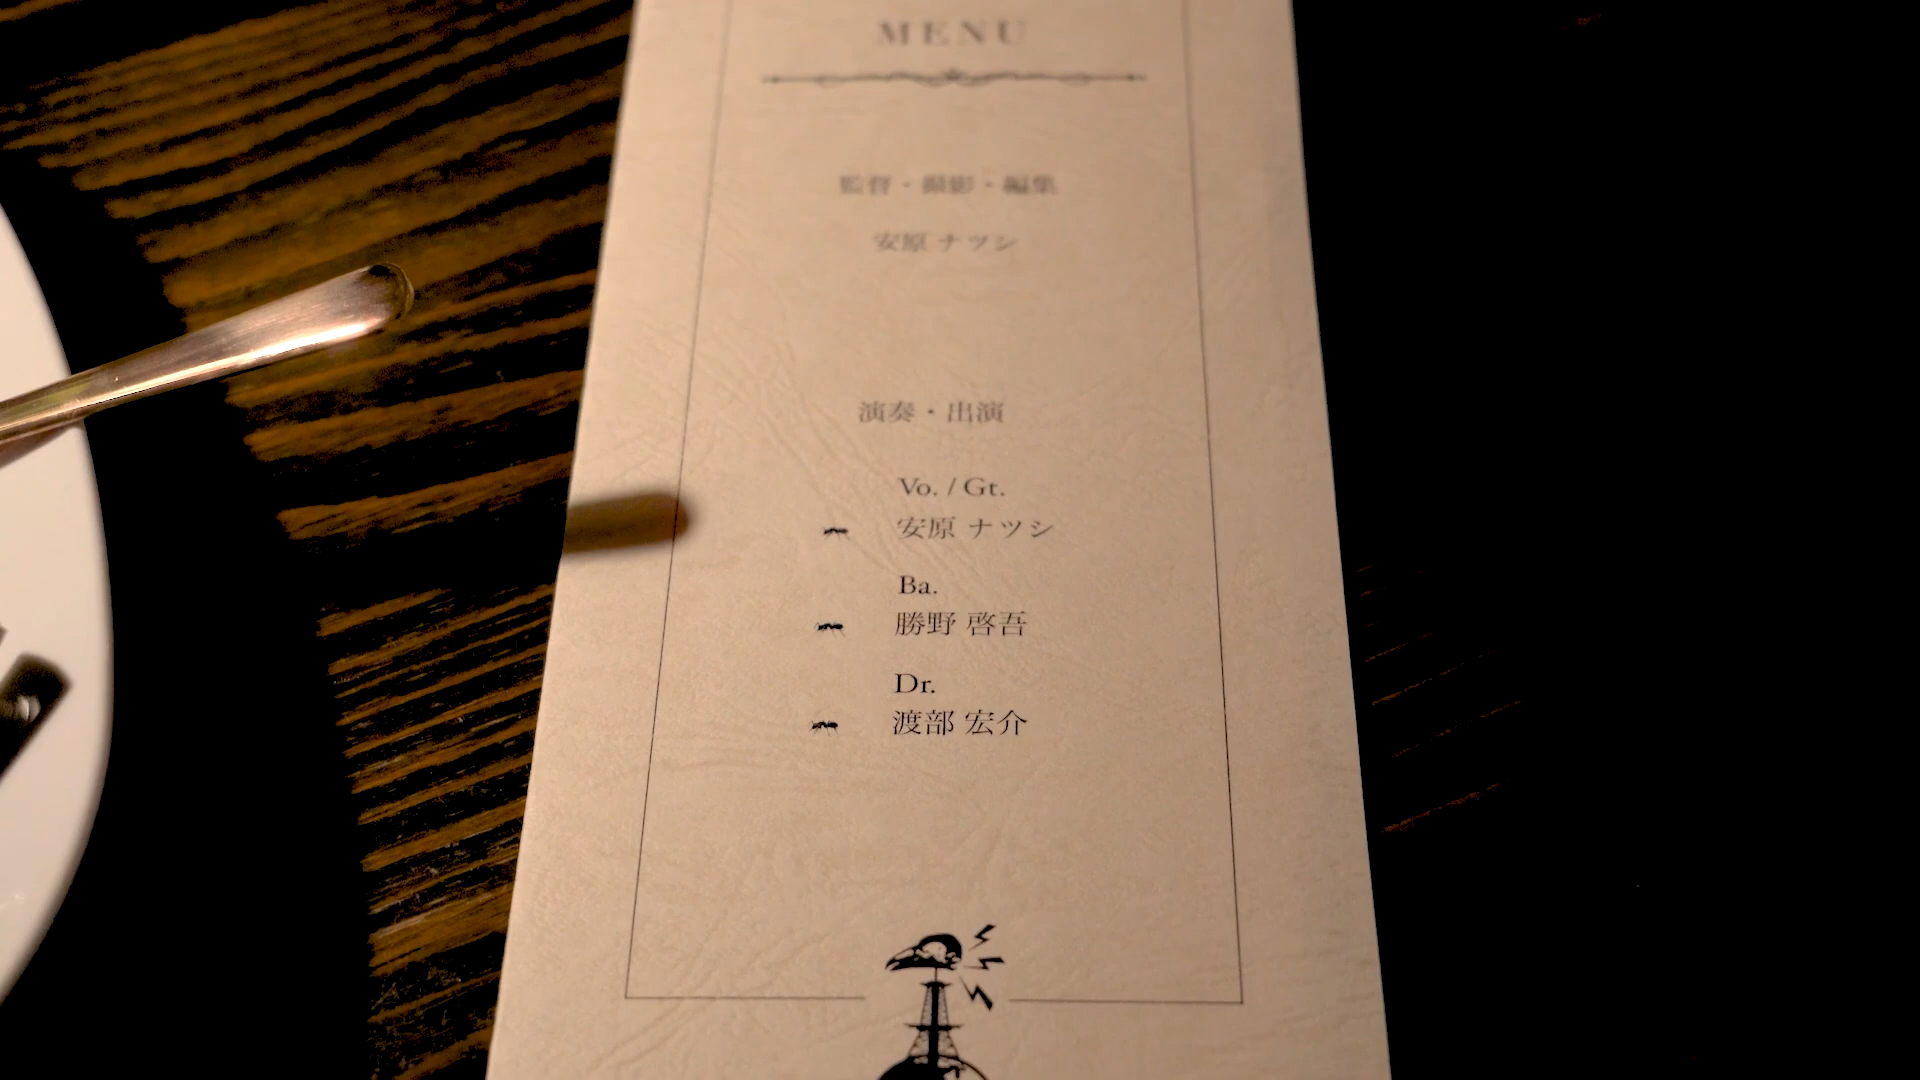 MENU
監督・撮影・編集
安原 ナツシ
演奏・出演
Vo. / Gt.
安原 ナツシ
Ba.
勝野 啓吾
Dr.
渡部 宏介